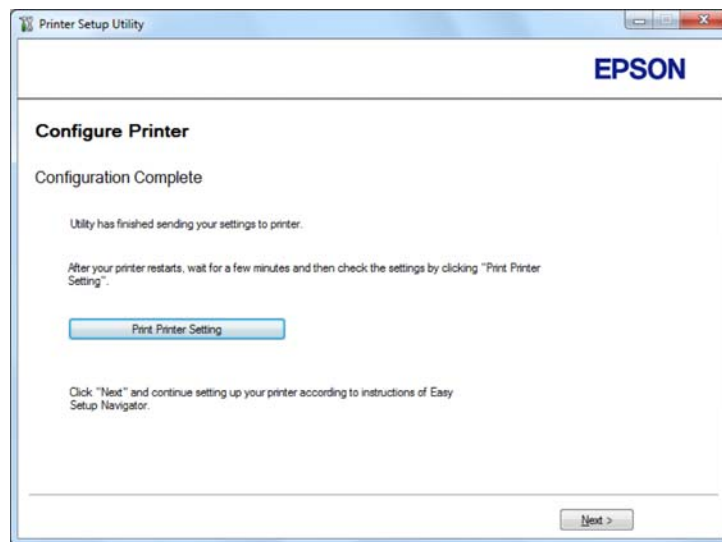 Printer Setup Utility
EPSON
Configure Printer
Configuration Complete
Utility has finished sending your settings to printer.
After your printer restarts, wait for a few minutes and then check the settings by clicking "Print Printer
Setting".
Print Printer Setting
Click "Next" and continue setting up your printer according to instructions of Easy
Setup Navigator.
Next >